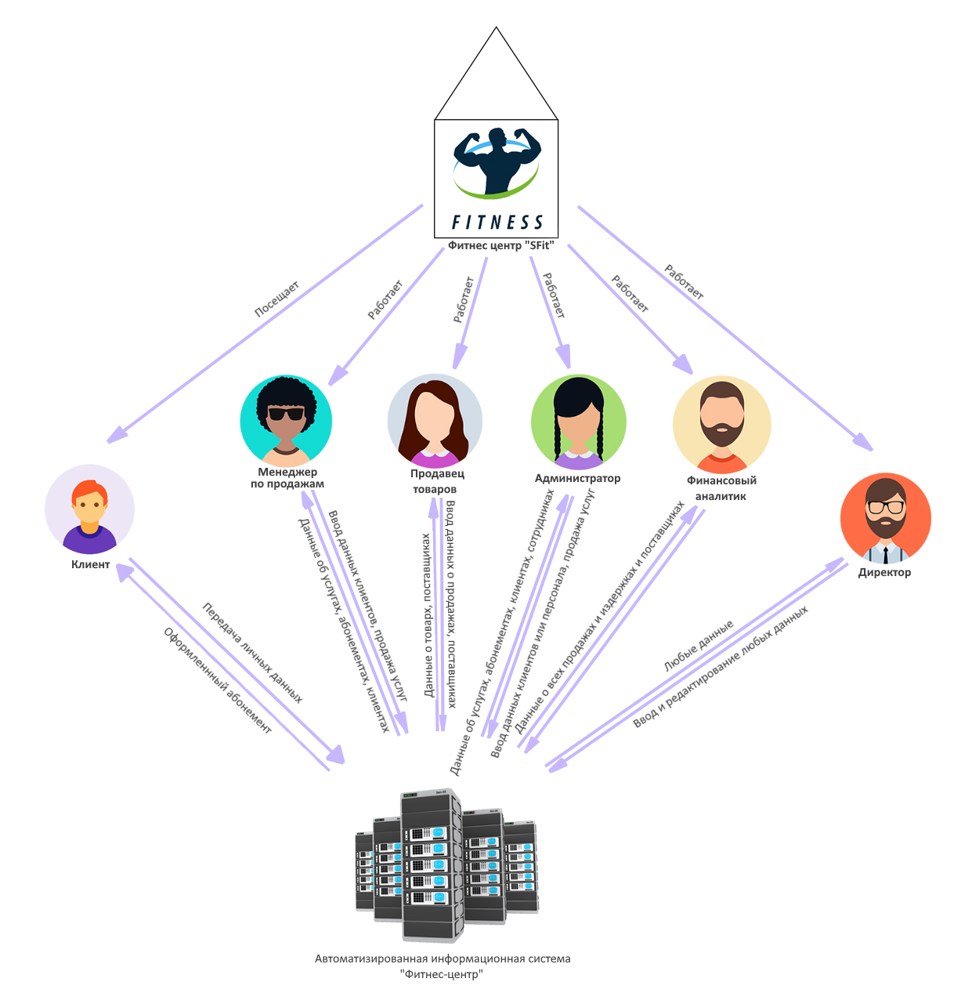 FITNESS
Фитнес центр "SFit"
Посещает
Работает
Работает
Работает
Работает
Работает
Менеджер
по продажам
Продавец
товаров
Администратор
Финансовый
аналитик
Клиент
Директор
Передача личных данных
Оформленнный абонемент
Ввод данных клиентов, продажа услуг
Данные об услугах, абонементах, клиентах
Данные о товарх, поставщиках
Ввод данных о продажах, поставщиках
Данные об услугах, абонементах, клиентах, сотрудниках
Ввод данных клиентов или персонала, продажа услуг
Данные о всех продажах и издержках и поставщиках
Любые данные
Ввод и редактирование любых данных
Автоматизированная информационная система
"Фитнес-центр"